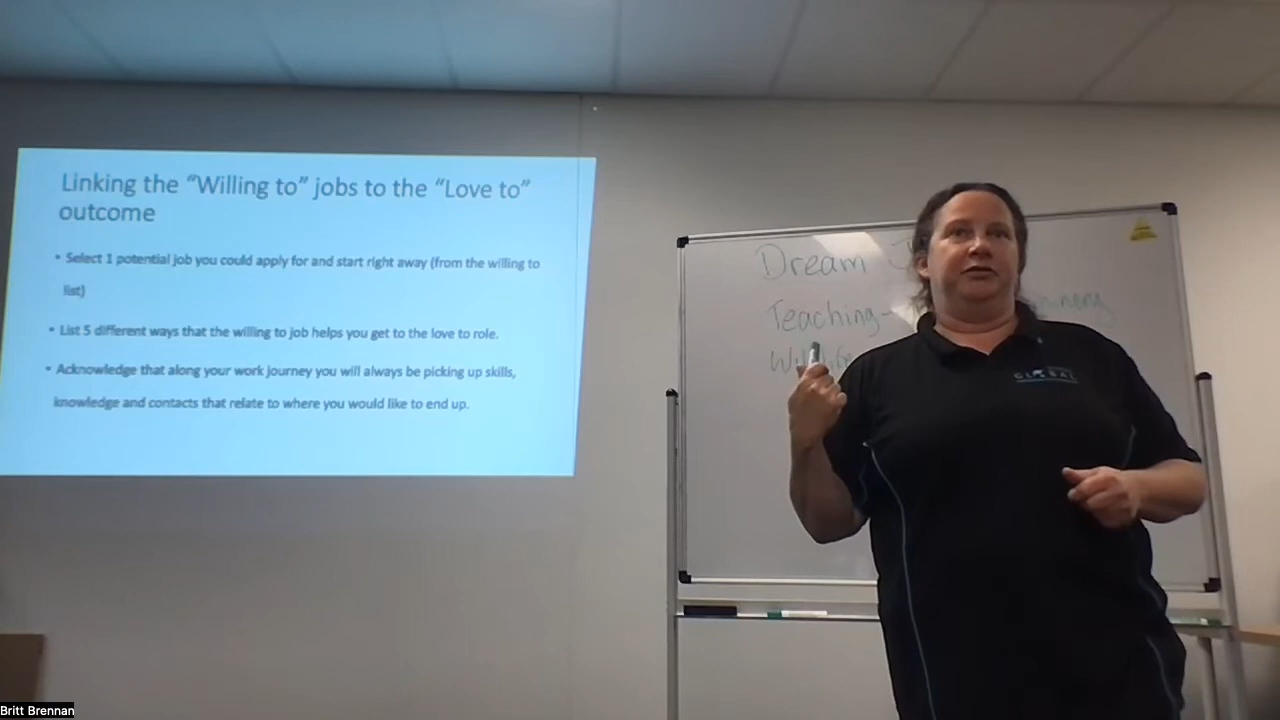 Linking the “Willing to” jobs to the “Love to”
outcome
• Select 1 potential job you could apply for and start right away (from the willing to
list)
• List 5 different ways that the willing to job helps you get to the love to role.
• Acknowledge that along your work journey you will always be picking up skills,
knowledge and contacts that relate to where you would like to end up.
Dream J
Teaching-
GLOBAL
Britt Brennan